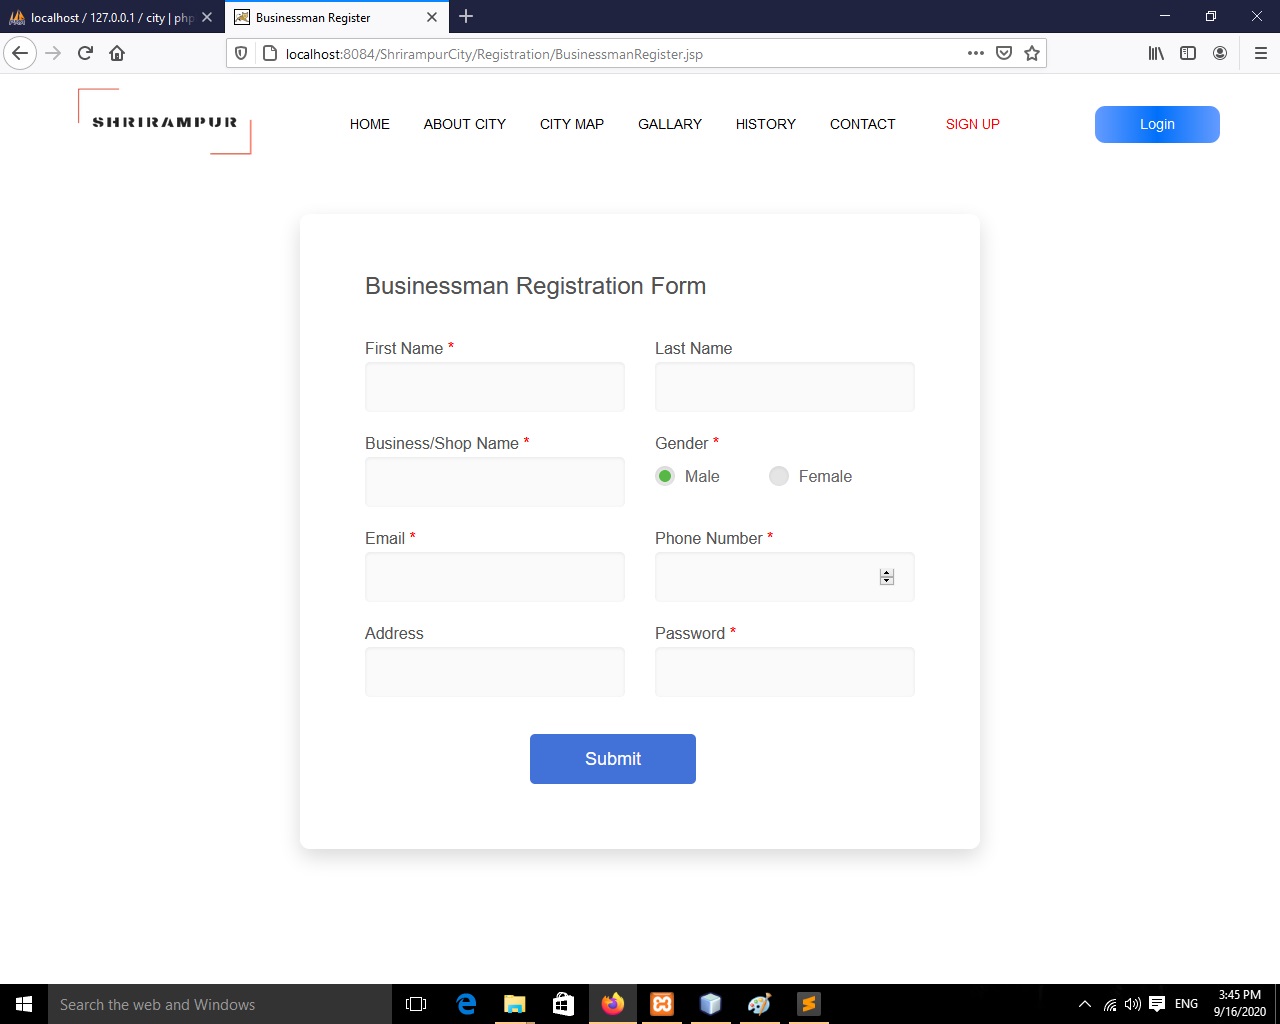 localhost / 127.0.0.1 / city | php
Businessman Register
localhost:8084/ShrirampurCity/Registration/BusinessmanRegister.jsp
SHRIRAMPUR
HOME ABOUT CITY CITY MAP GALLARY HISTORY CONTACT SIGN UP Login
Businessman Registration Form
First Name * Last Name
Business/Shop Name * Gender *
Male Female
Email * Phone Number *
Address Password *
Submit
Search the web and Windows
ENG
3:45 PM
9/16/2020